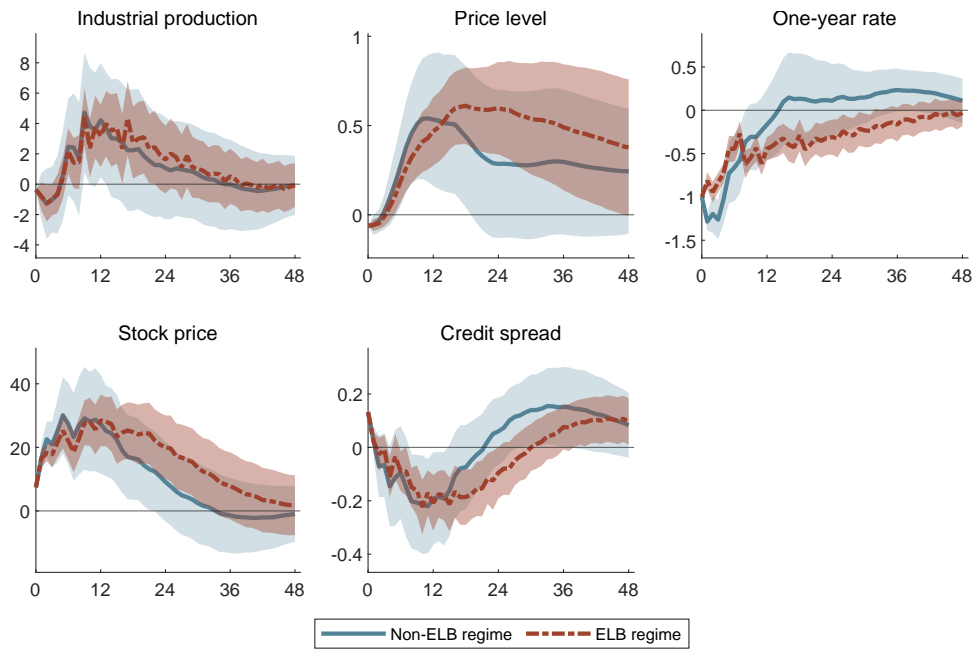 Industrial production
8
6
4
2
0
-2
-4
0 12 24 36 48
Price level
1
0.5
0
0 12 24 36 48
One-year rate
0.5
0
-0.5
-1
-1.5
0 12 24 36 48
Stock price
40
20
0
0 12 24 36 48
Credit spread
0.2
0
-0.2
-0.4
0 12 24 36 48
Non-ELB regime ELB regime